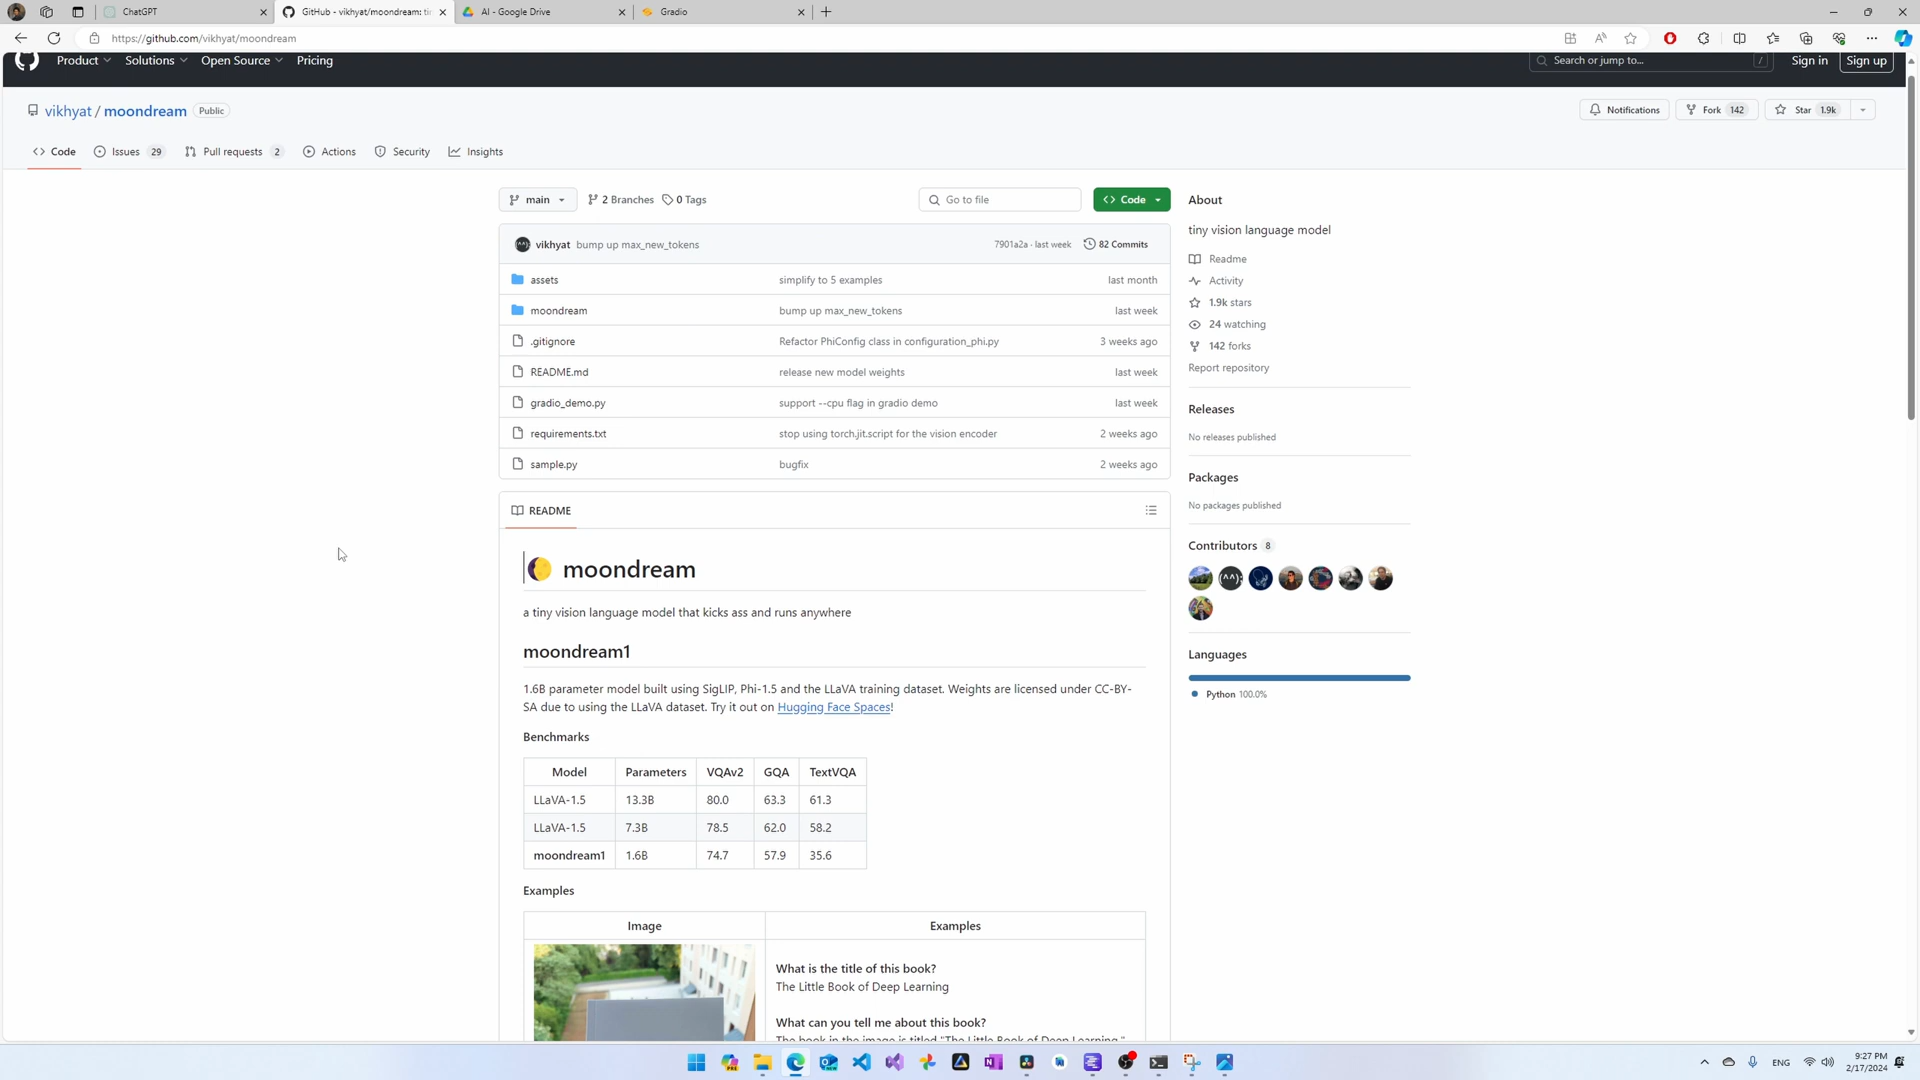 ChatGPT
GitHub - vikhyat/moondream: ti
AI - Google Drive
Gradio
https://github.com/vikhyat/moondream
Product
Solutions
Open Source
Pricing
Search or jump to...
/
Sign in
Sign up
vikhyat / moondream
Public
Notifications
Fork 142
Star 1.9k
Code
Issues 29
Pull requests 2
Actions
Security
Insights
main
2 Branches
0 Tags
Go to file
Code
vikhyat bump up max_new_tokens
7901a2a · last week
82 Commits
assets simplify to 5 examples last month
moondream bump up max_new_tokens last week
.gitignore Refactor PhiConfig class in configuration_phi.py 3 weeks ago
README.md release new model weights last week
gradio_demo.py support --cpu flag in gradio demo last week
requirements.txt stop using torch.jit.script for the vision encoder 2 weeks ago
sample.py bugfix 2 weeks ago
README
moondream
a tiny vision language model that kicks ass and runs anywhere
moondream1
1.6B parameter model built using SigLIP, Phi-1.5 and the LLaVA training dataset. Weights are licensed under CC-BY-
SA due to using the LLaVA dataset. Try it out on Hugging Face Spaces!
Benchmarks
Model Parameters VQAv2 GQA TextVQA
LLaVA-1.5 13.3B 80.0 63.3 61.3
LLaVA-1.5 7.3B 78.5 62.0 58.2
moondream1 1.6B 74.7 57.9 35.6
Examples
Image Examples
What is the title of this book?
The Little Book of Deep Learning
What can you tell me about this book?
The book in the image is titled "The Little Book of Deep Learning,"
About
tiny vision language model
Readme
Activity
1.9k stars
24 watching
142 forks
Report repository
Releases
No releases published
Packages
No packages published
Contributors 8
Languages
Python 100.0%
ENG
9:27 PM
2/17/2024